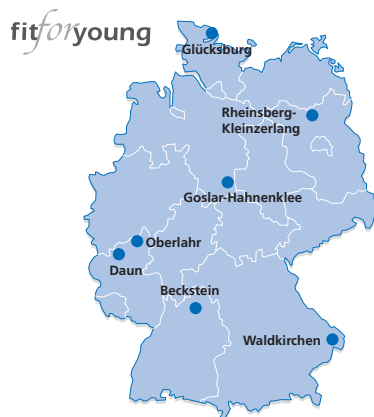 fitforyoung
Glücksburg
Rheinsberg-
Kleinzerlang
Goslar-Hahnenklee
Oberlahr
Daun
Beckstein
Waldkirchen